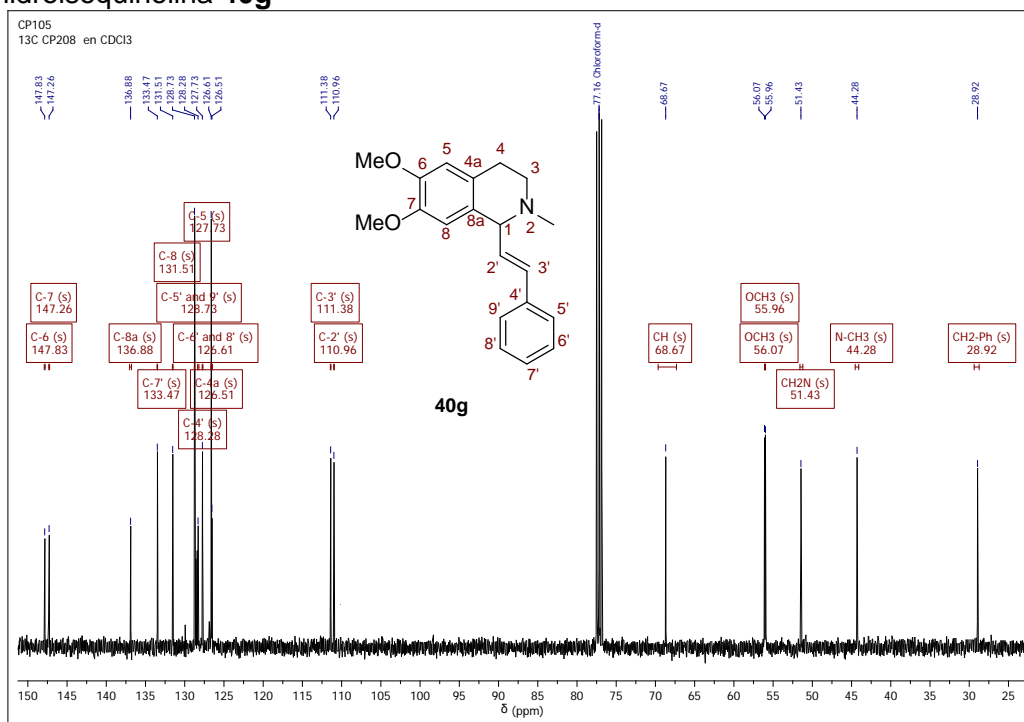 40g
CP105
13C CP208 en CDCl3
147.83
147.26
136.88
133.47
131.51
128.73
128.28
127.73
126.61
126.51
111.38
110.96
77.16 Chloroform-d
68.67
56.07
55.96
51.43
44.28
28.92
MeO
MeO
5
4
6
4a
3
7
8a
N
2
8
1
2'
3'
4'
9'
5'
8'
6'
7'
40g
C-5 (s)
127.73
C-8 (s)
131.51
C-7 (s)
147.26
C-5' and 9' (s)
128.73
C-3' (s)
111.38
OCH3 (s)
55.96
C-6 (s)
147.83
C-8a (s)
136.88
C-6' and 8' (s)
126.61
C-2' (s)
110.96
CH (s)
68.67
OCH3 (s)
56.07
N-CH3 (s)
44.28
CH2-Ph (s)
28.92
C-7' (s)
133.47
C-4a (s)
126.51
CH2N (s)
51.43
C-4' (s)
128.28
150 145 140 135 130 125 120 115 110 105 100 95 90 85 80 75 70 65 60 55 50 45 40 35 30 25
δ (ppm)